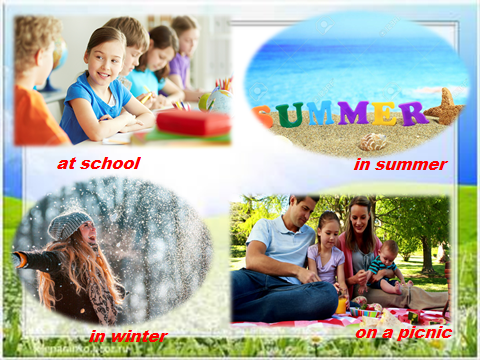 SUMMER
at school
in summer
in winter
on a picnic